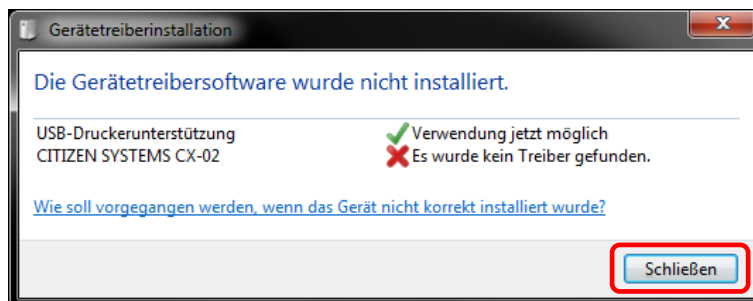 Gerätetreiberinstallation
Die Gerätetreibersoftware wurde nicht installiert.
USB-Druckerunterstützung Verwendung jetzt möglich
CITIZEN SYSTEMS CX-02 Es wurde kein Treiber gefunden.
Wie soll vorgegangen werden, wenn das Gerät nicht korrekt installiert wurde?
Schließen